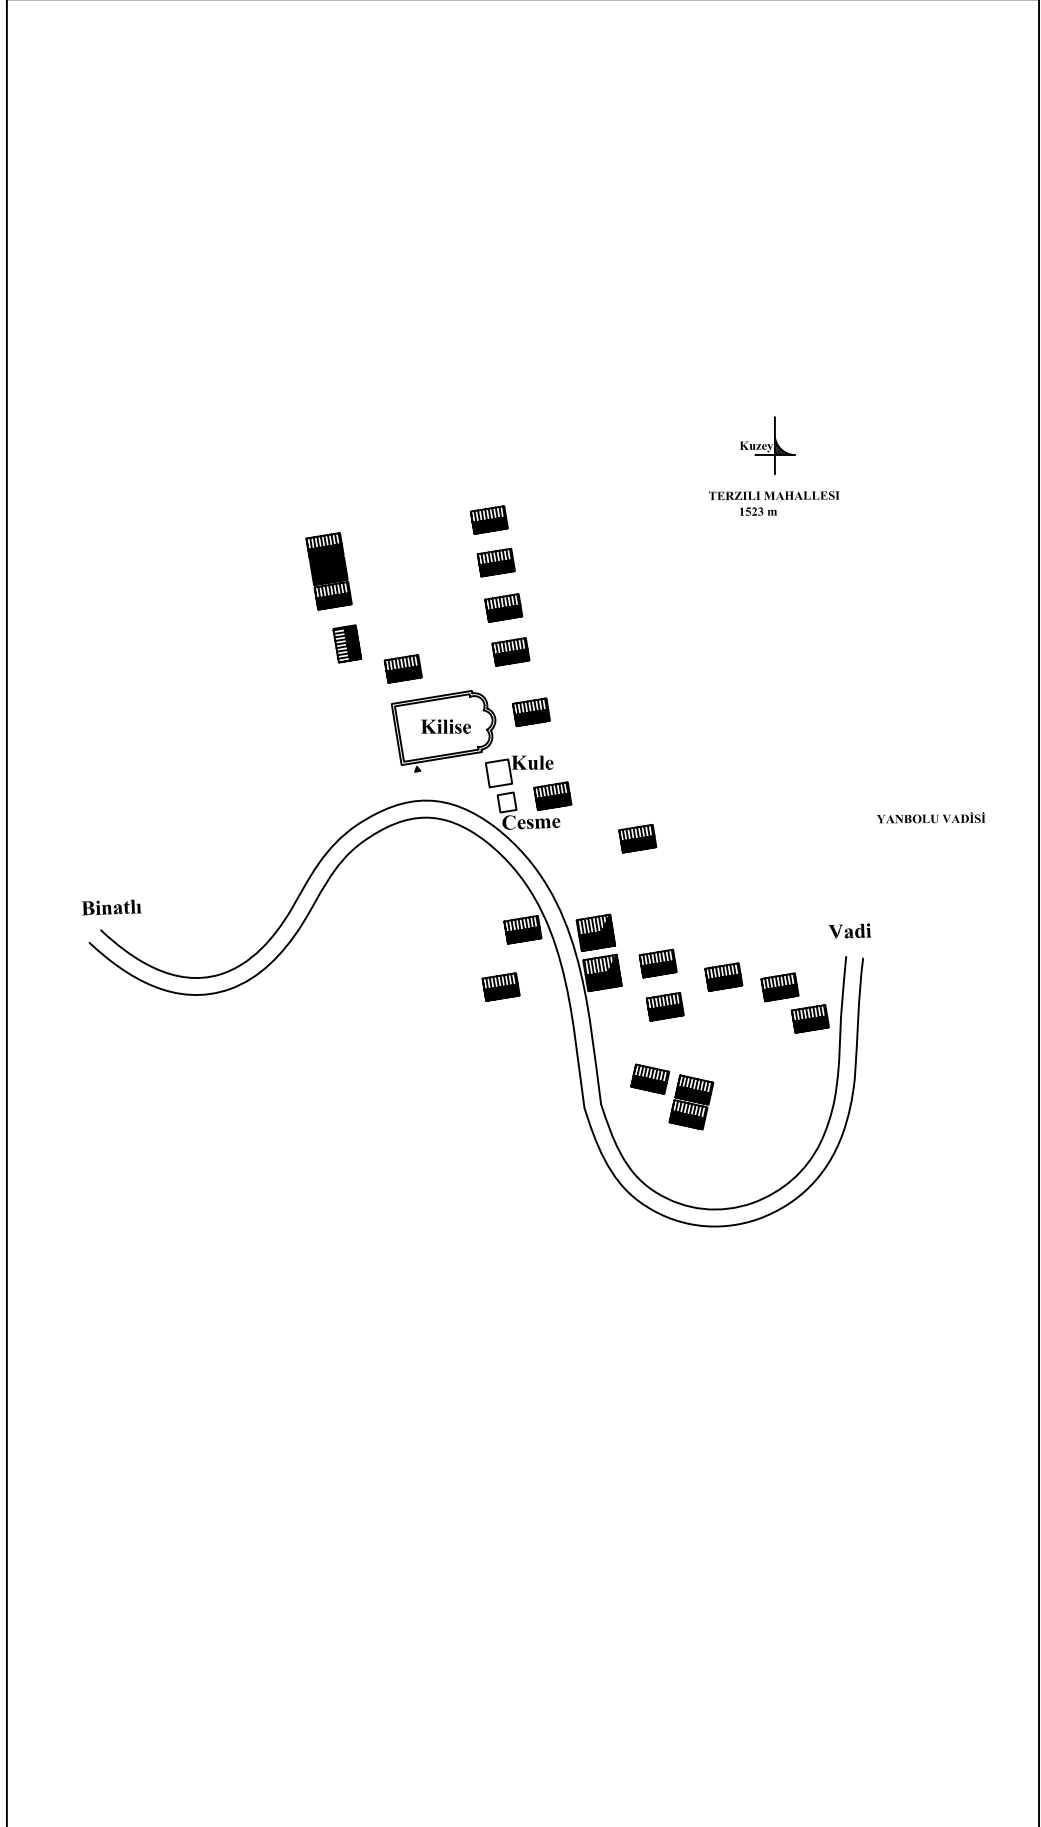 Kuzey
TERZILI MAHALLESI
1523 m
Kilise
Kule
Cesme
YANBOLU VADİSİ
Binatlı
Vadi